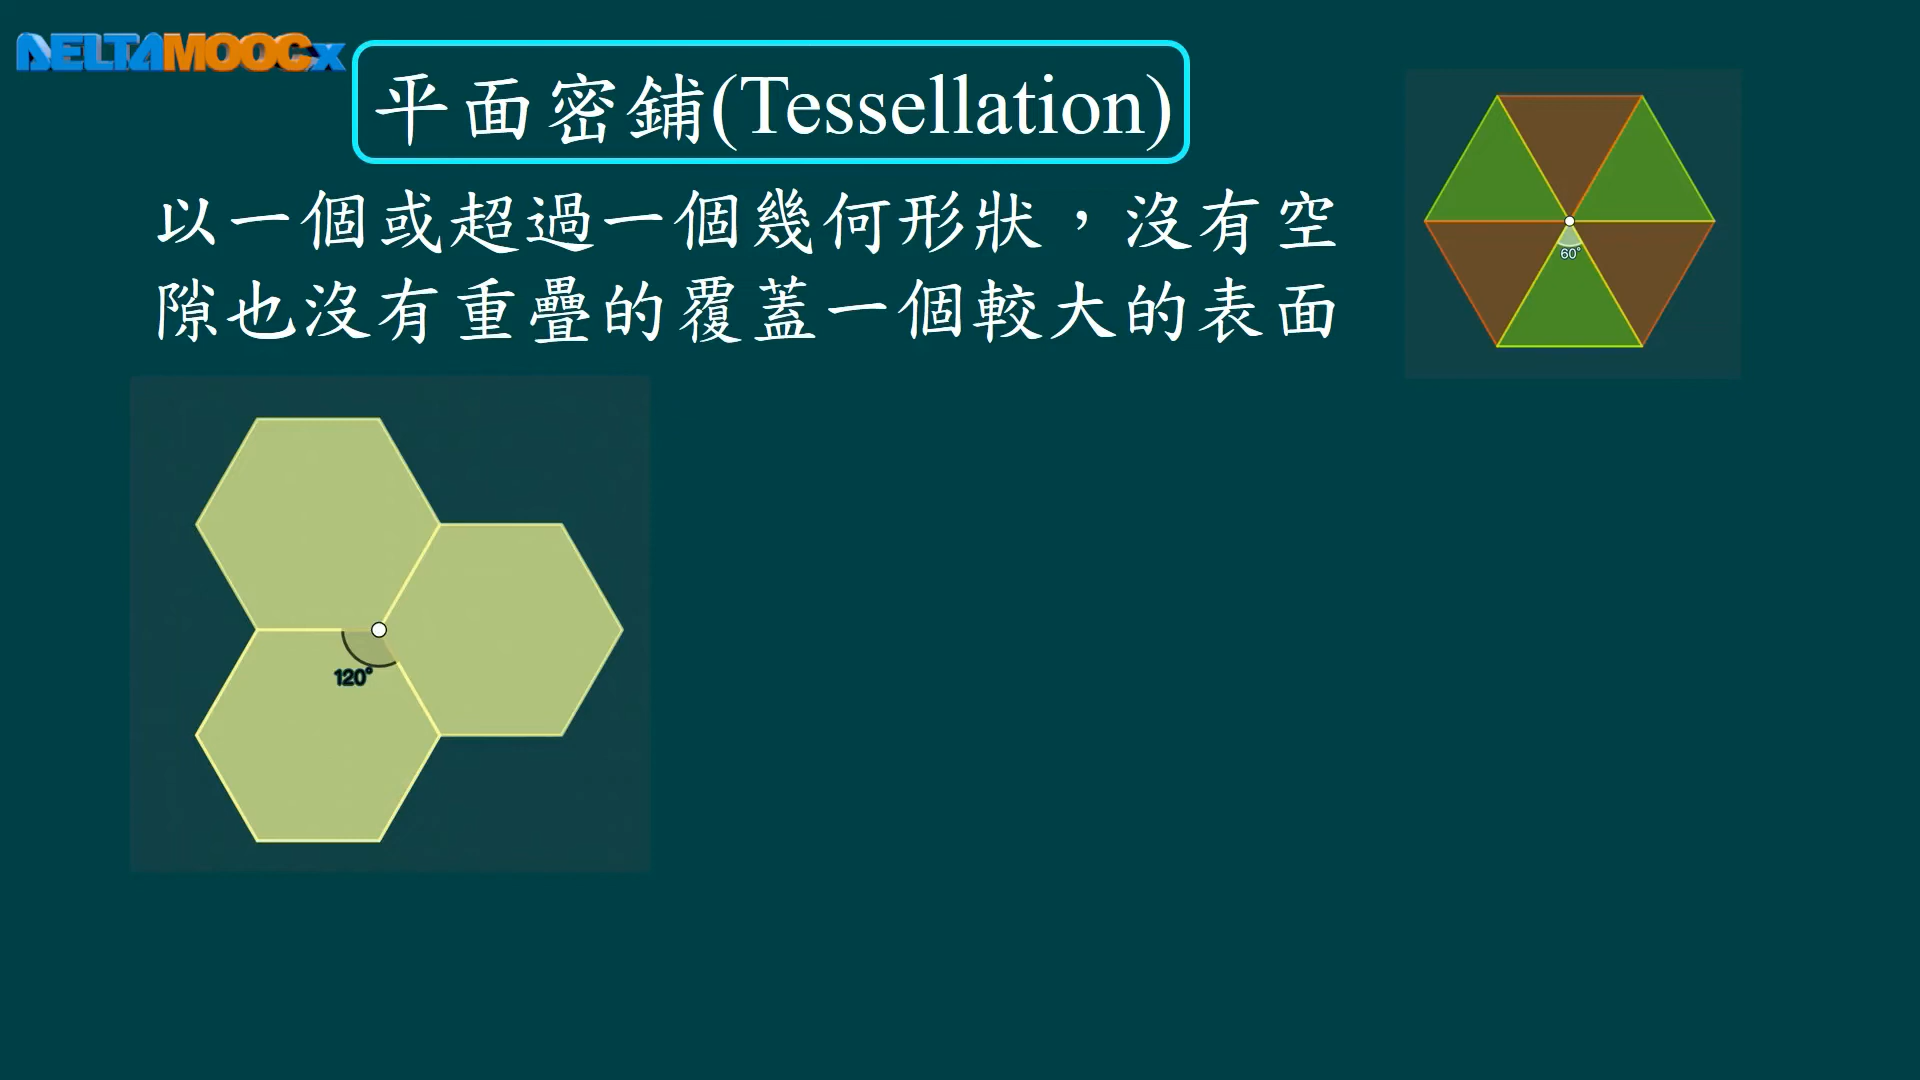 DELTAMOOCx
平面密鋪(Tessellation)
以一個或超過一個幾何形狀，沒有空
隙也沒有重疊的覆蓋一個較大的表面
60°
120°